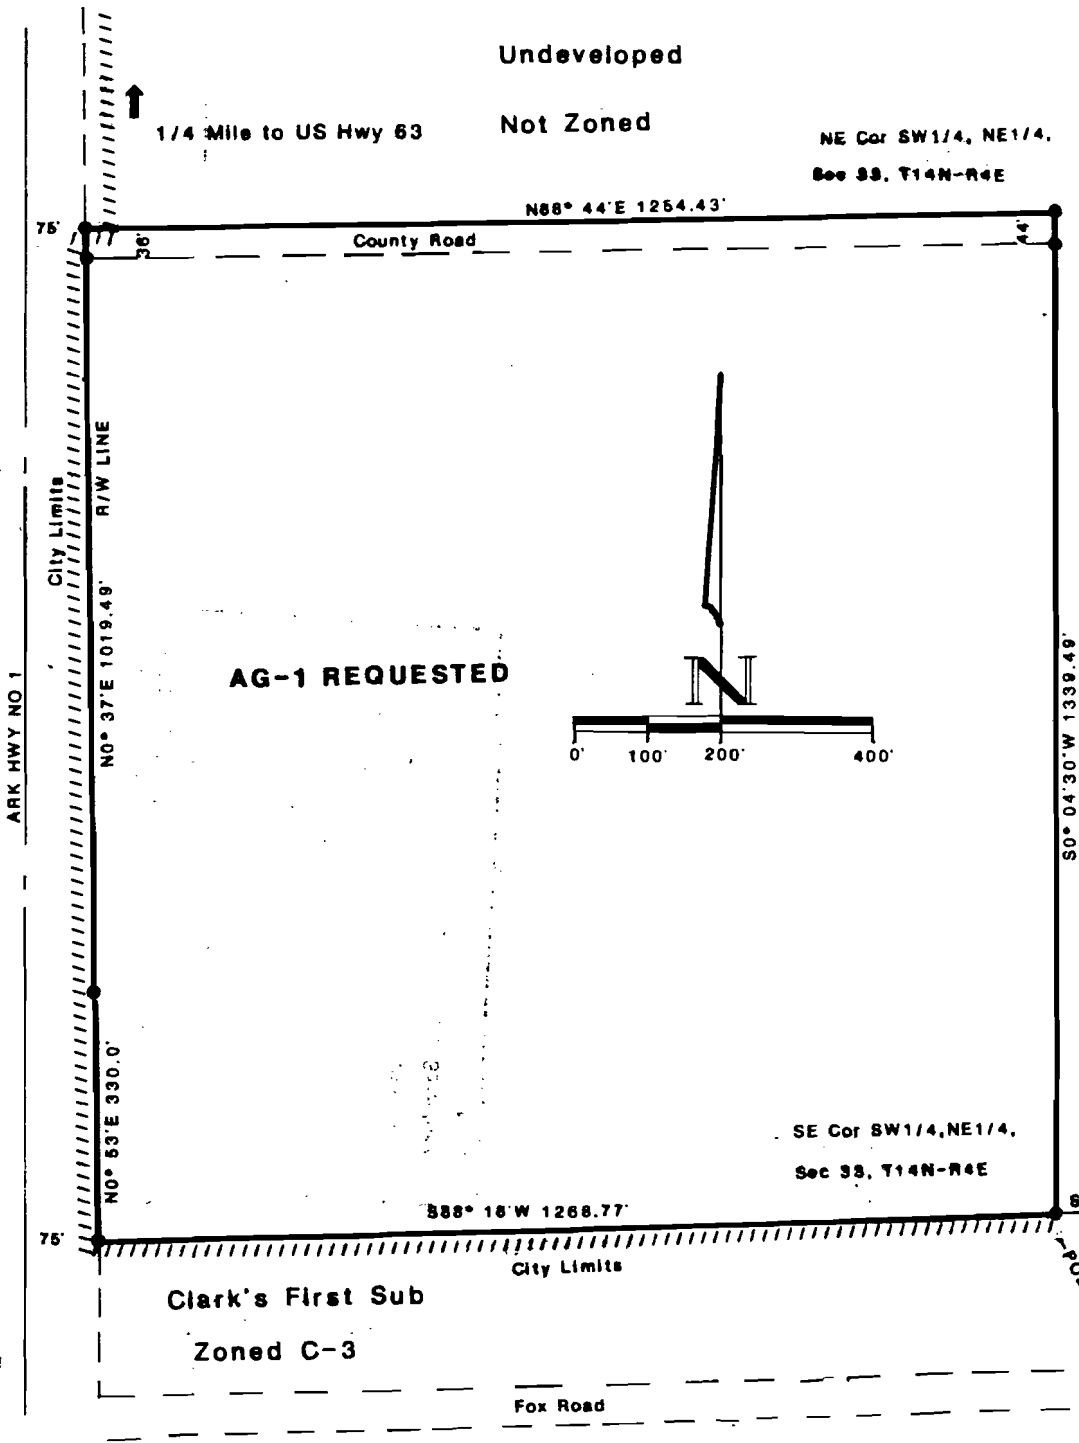 Undeveloped
1/4 Mile to US Hwy 63
Not Zoned
NE Cor SW1/4, NE1/4,
Sec 33, T14N-R4E
N88° 44'E 1254.43'
75'
36'
County Road
44'
City Limits
R/W LINE
N0° 37'E 1019.49'
ARK HWY NO 1
AG-1 REQUESTED
N
0' 100' 200' 400'
S0° 04'30"W 1339.49'
N0° 53'E 330.0'
SE Cor SW1/4,NE1/4,
Sec 33, T14N-R4E
S88° 16'W 1268.77'
75'
City Limits
Clark's First Sub
Zoned C-3
Fox Road